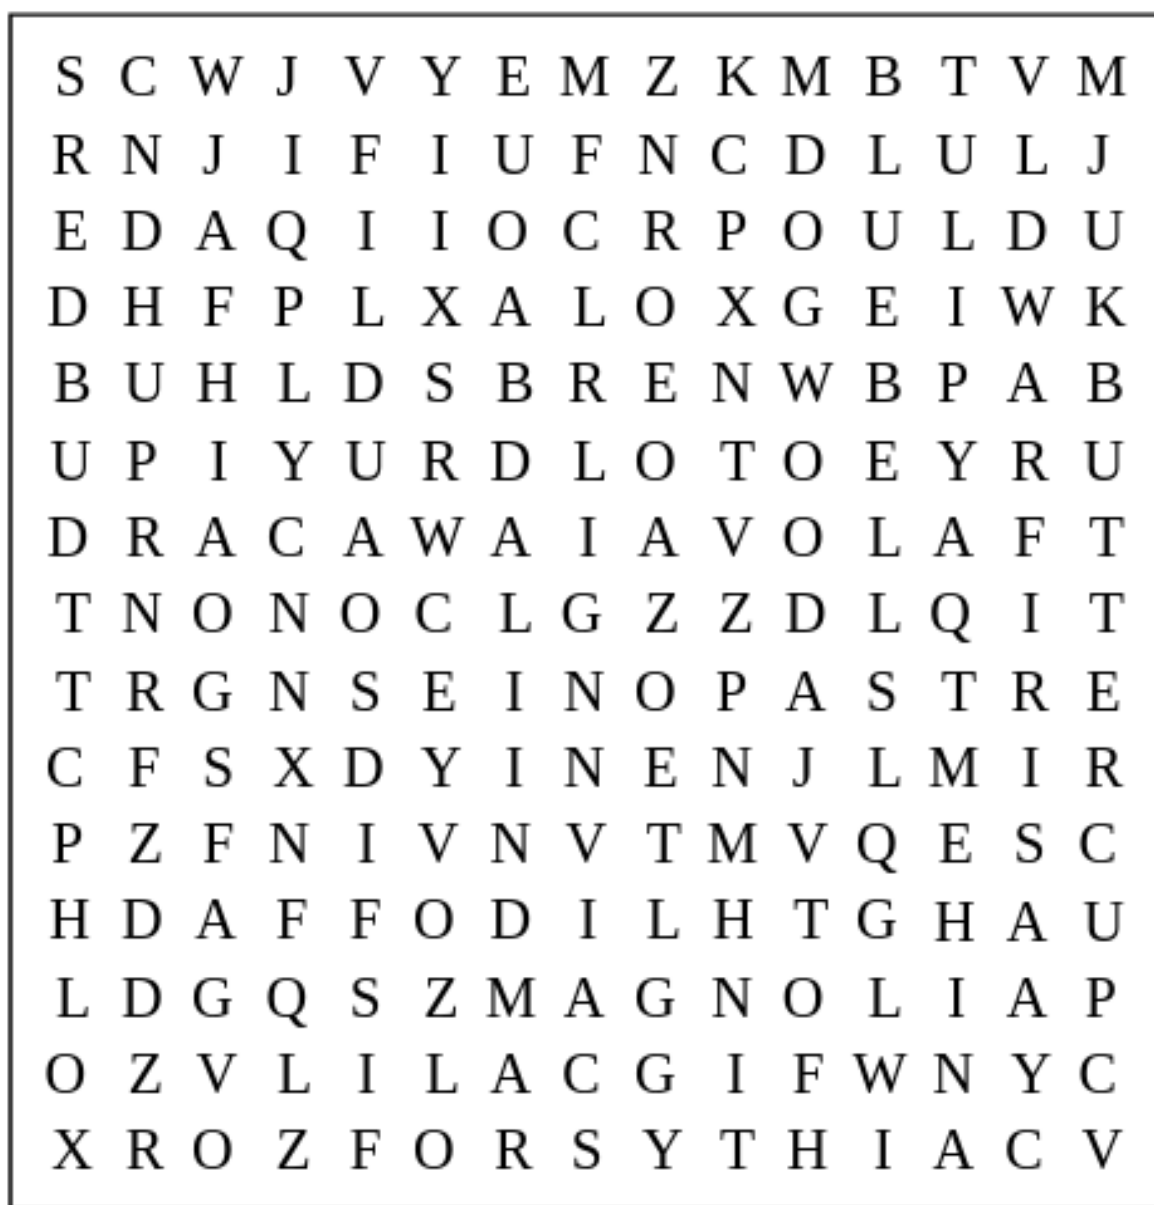 S C W J V Y E M Z K M B T V M
R N J I F I U F N C D L U L J
E D A Q I I O C R P O U L D U
D H F P L X A L O X G E I W K
B U H L D S B R E N W B P A B
U P I Y U R D L O T O E Y R U
D R A C A W A I A V O L A F T
T N O N O C L G Z Z D L Q I T
T R G N S E I N O P A S T R E
C F S X D Y I N E N J L M I R
P Z F N I V N V T M V Q E S C
H D A F F O D I L H T G H A U
L D G Q S Z M A G N O L I A P
O Z V L I L A C G I F W N Y C
X R O Z F O R S Y T H I A C V